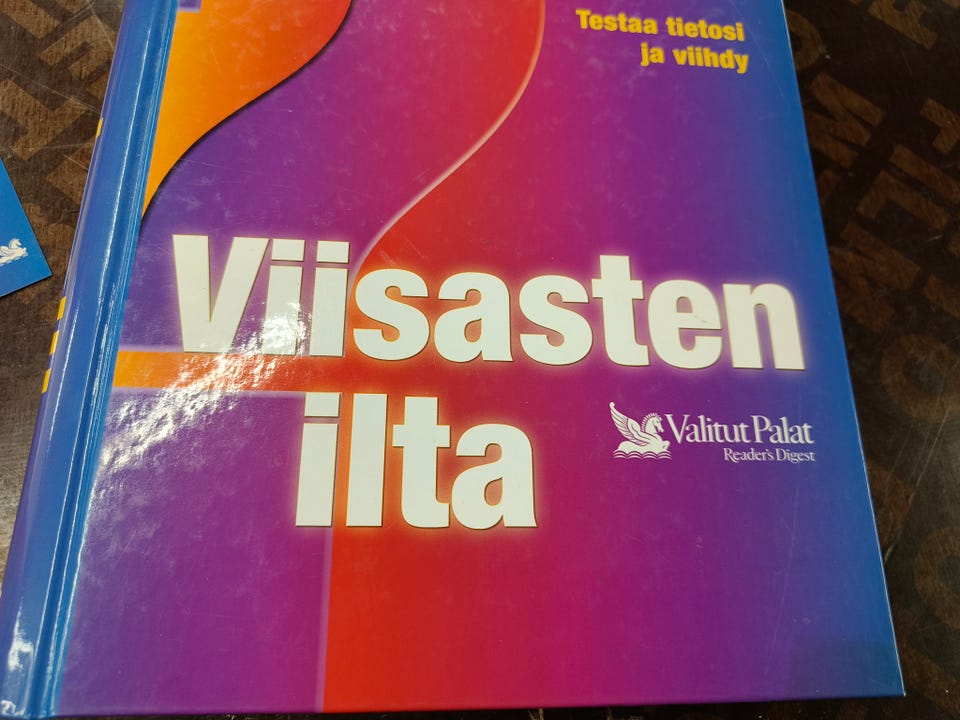 Testaa tietosi
ja viihdy
Viisasten
ilta
Valitut Palat
Reader's Digest